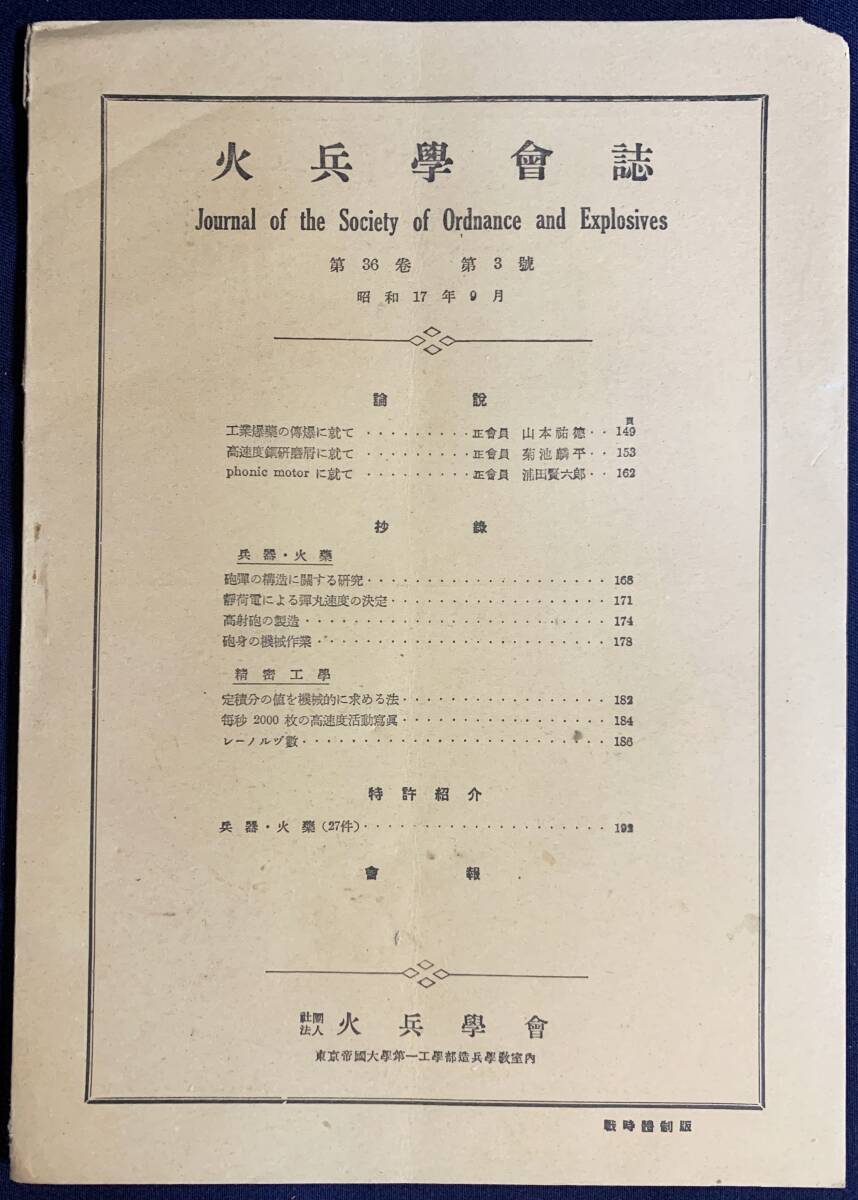 火兵學會誌
Journal of the Society of Ordnance and Explosives
第36卷 第3號
昭和17年9月
論說
頁
工業爆藥の傳爆に就て・・・・・・・・・正會員 山本祐德・・149
高速度鋼研磨屑に就て・・・・・・・・・正會員 菊池麟平・・153
phonic motor に就て・・・・・・・・・正會員 浦田賢六郎・・162
抄錄
兵器・火藥
砲彈の構造に關する硏究・・・・・・・・・・・・・・・・・・・・168
靜荷電による彈丸速度の決定・・・・・・・・・・・・・・・・・・171
高射砲の製造・・・・・・・・・・・・・・・・・・・・・・・・・174
砲身の機械作業・・・・・・・・・・・・・・・・・・・・・・・・178
精密工學
定積分の値を機械的に求める法・・・・・・・・・・・・・・・・・182
每秒 2000 枚の高速度活動寫眞・・・・・・・・・・・・・・・・・184
レーノルヅ數・・・・・・・・・・・・・・・・・・・・・・・・・186
特許紹介
兵器・火藥（27件）・・・・・・・・・・・・・・・・・・・・192
會報
社團法人 火兵學會
東京帝國大學第一工學部造兵學敎室內
戰時體制版